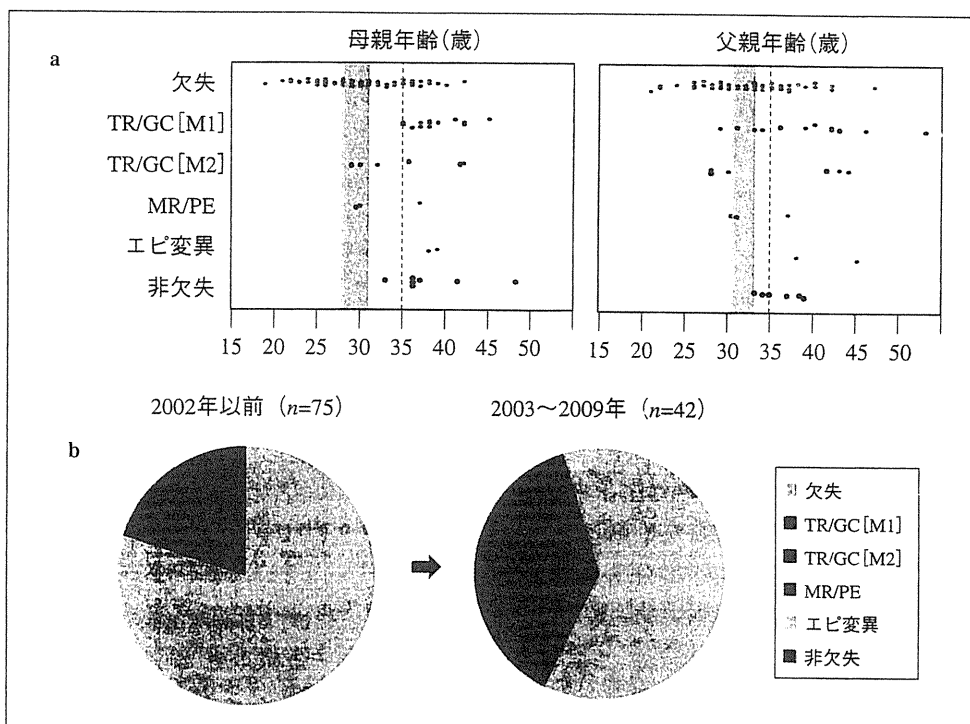 a
母親年齢(歳)
父親年齢(歳)
欠失
TR/GC[M1]
TR/GC[M2]
MR/PE
エピ変異
非欠失
15 20 25 30 35 40 45 50
15 20 25 30 35 40 45 50
2002年以前 (n=75)
2003〜2009年 (n=42)
b
欠失
TR/GC[M1]
TR/GC[M2]
MR/PE
エピ変異
非欠失